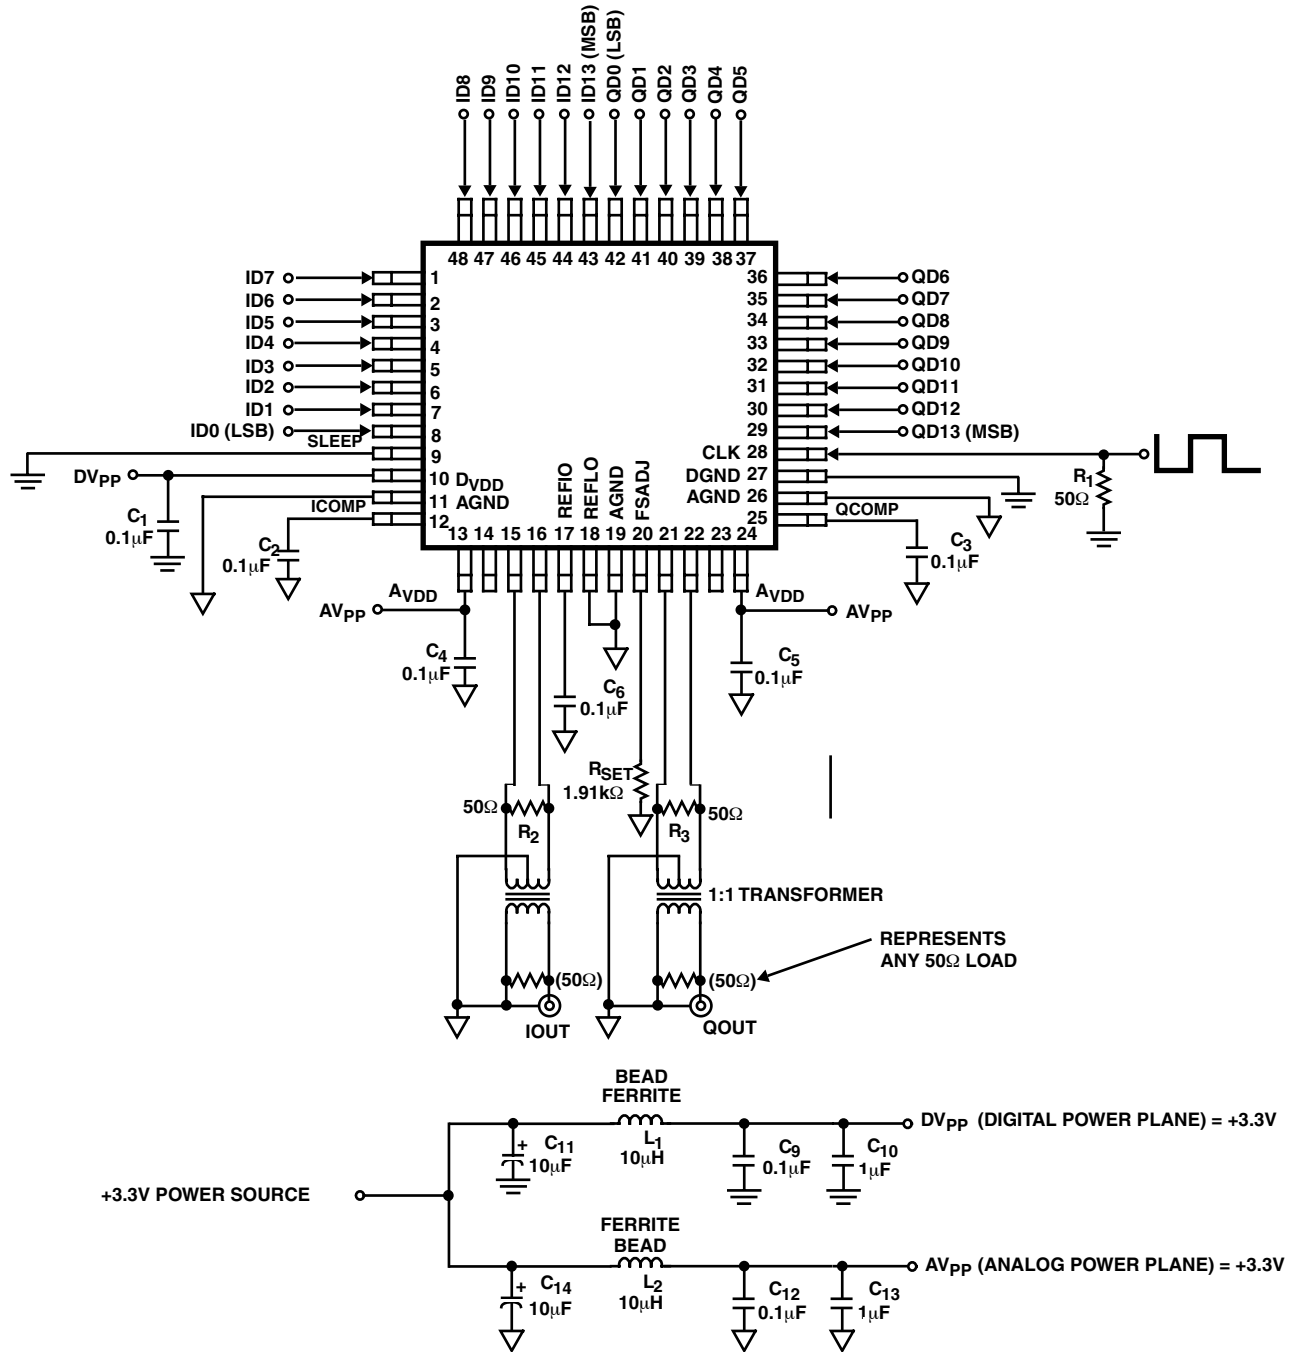 ID8
ID9
ID10
ID11
ID12
ID13 (MSB)
QD0 (LSB)
QD1
QD2
QD3
QD4
QD5
48 47 46 45 44 43 42 41 40 39 38 37
ID7
ID6
ID5
ID4
ID3
ID2
ID1
ID0 (LSB)
SLEEP
DVPP
ICOMP
1
2
3
4
5
6
7
8
9
10 DVDD
11 AGND
12
36
35
34
33
32
31
30
29
CLK 28
DGND 27
AGND 26
25
QD6
QD7
QD8
QD9
QD10
QD11
QD12
QD13 (MSB)
QCOMP
R1
50Ω
REFIO
REFLO
AGND
FSADJ
13 14 15 16 17 18 19 20 21 22 23 24
C1
0.1µF
C2
0.1µF
C3
0.1µF
AVDD
AVPP
AVDD
AVPP
C4
0.1µF
C6
0.1µF
C5
0.1µF
RSET
1.91kΩ
50Ω
R2
R3
50Ω
1:1 TRANSFORMER
REPRESENTS
ANY 50Ω LOAD
(50Ω)
(50Ω)
IOUT
QOUT
BEAD
FERRITE
+
C11
10µF
L1
10µH
C9
0.1µF
C10
1µF
DVPP (DIGITAL POWER PLANE) = +3.3V
+3.3V POWER SOURCE
FERRITE
BEAD
+
C14
10µF
L2
10µH
C12
0.1µF
C13
1µF
AVPP (ANALOG POWER PLANE) = +3.3V